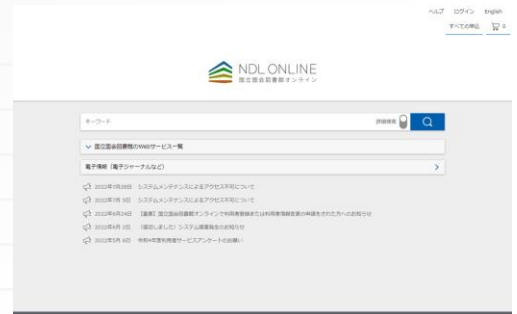 ヘルプ ログイン English
すべての申込 0
NDL ONLINE
国立国会図書館オンライン
キーワード 詳細検索
国立国会図書館のWebサービス一覧
電子情報（電子ジャーナルなど）
2022年7月28日 システムメンテナンスによるアクセス不可について
2022年7月 5日 システムメンテナンスによるアクセス不可について
2022年6月24日 【重要】国立国会図書館オンラインで利用者登録または利用者情報変更の申請をされた方へのお知らせ
2022年6月 2日 （復旧しました）システム障害発生のお知らせ
2022年5月 6日 令和4年度利用者サービスアンケートのお願い